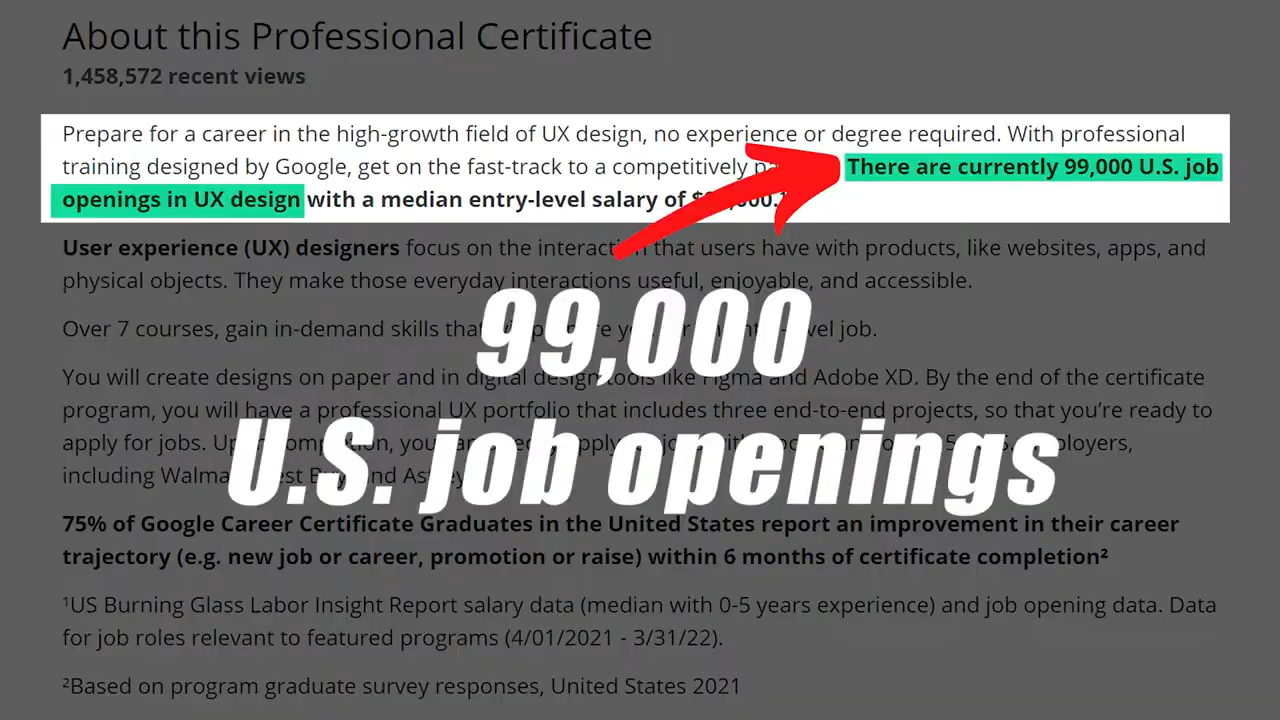 About this Professional Certificate
1,458,572 recent views
Prepare for a career in the high-growth field of UX design, no experience or degree required. With professional
training designed by Google, get on the fast-track to a competitively There are currently 99,000 U.S. job
openings in UX design with a median entry-level salary of
User experience (UX) designers focus on the interaction that users have with products, like websites, apps, and
physical objects. They make those everyday interactions useful, enjoyable, and accessible.
99,000
Over 7 courses, gain in-demand skills that job.
You will create designs on paper and in digital design tools like Figma and Adobe XD. By the end of the certificate
program, you will have a professional UX portfolio that includes three end-to-end projects, so that you're ready to
U.S. job openings
apply for jobs. you
including and
75% of Google Career Certificate Graduates in the United States report an improvement in their career
trajectory (e.g. new job or career, promotion or raise) within 6 months of certificate completion²
¹US Burning Glass Labor Insight Report salary data (median with 0-5 years experience) and job opening data. Data
for job roles relevant to featured programs (4/01/2021 - 3/31/22).
²Based on program graduate survey responses, United States 2021